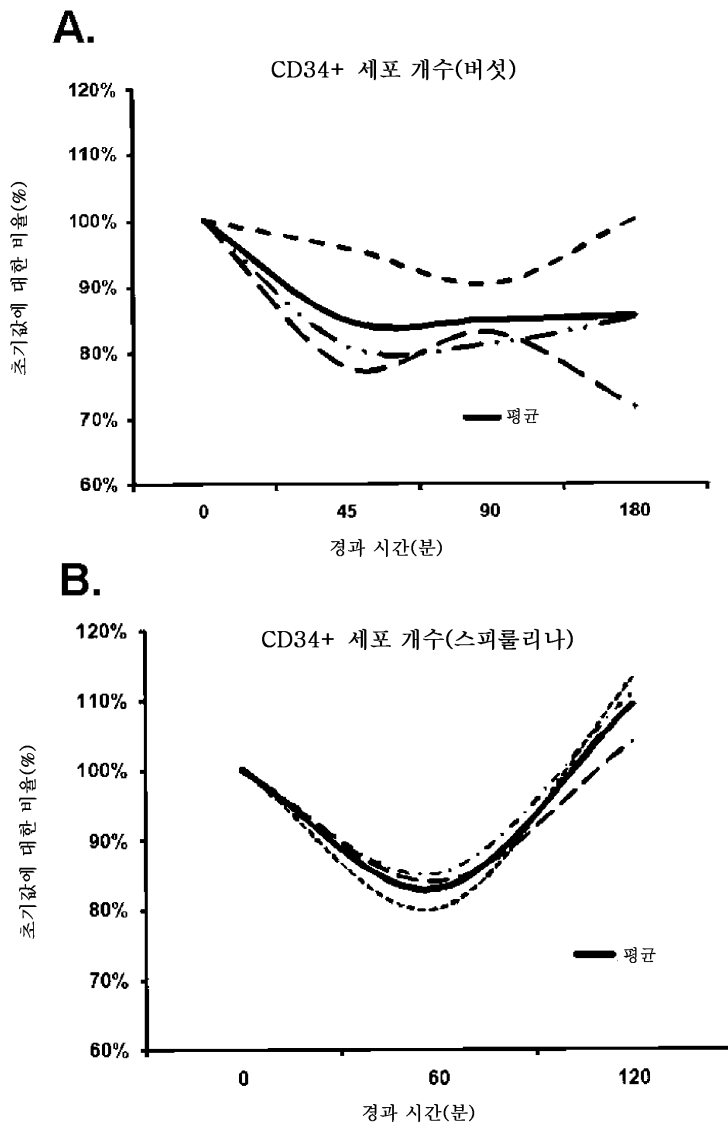 A.
CD34+ 세포 개수(버섯)
120%
110%
100%
90%
80%
70%
60%
초기값에 대한 비율(%)
평균
0 45 90 180
경과 시간(분)
B.
CD34+ 세포 개수(스피룰리나)
120%
110%
100%
90%
80%
70%
60%
초기값에 대한 비율(%)
평균
0 60 120
경과 시간(분)